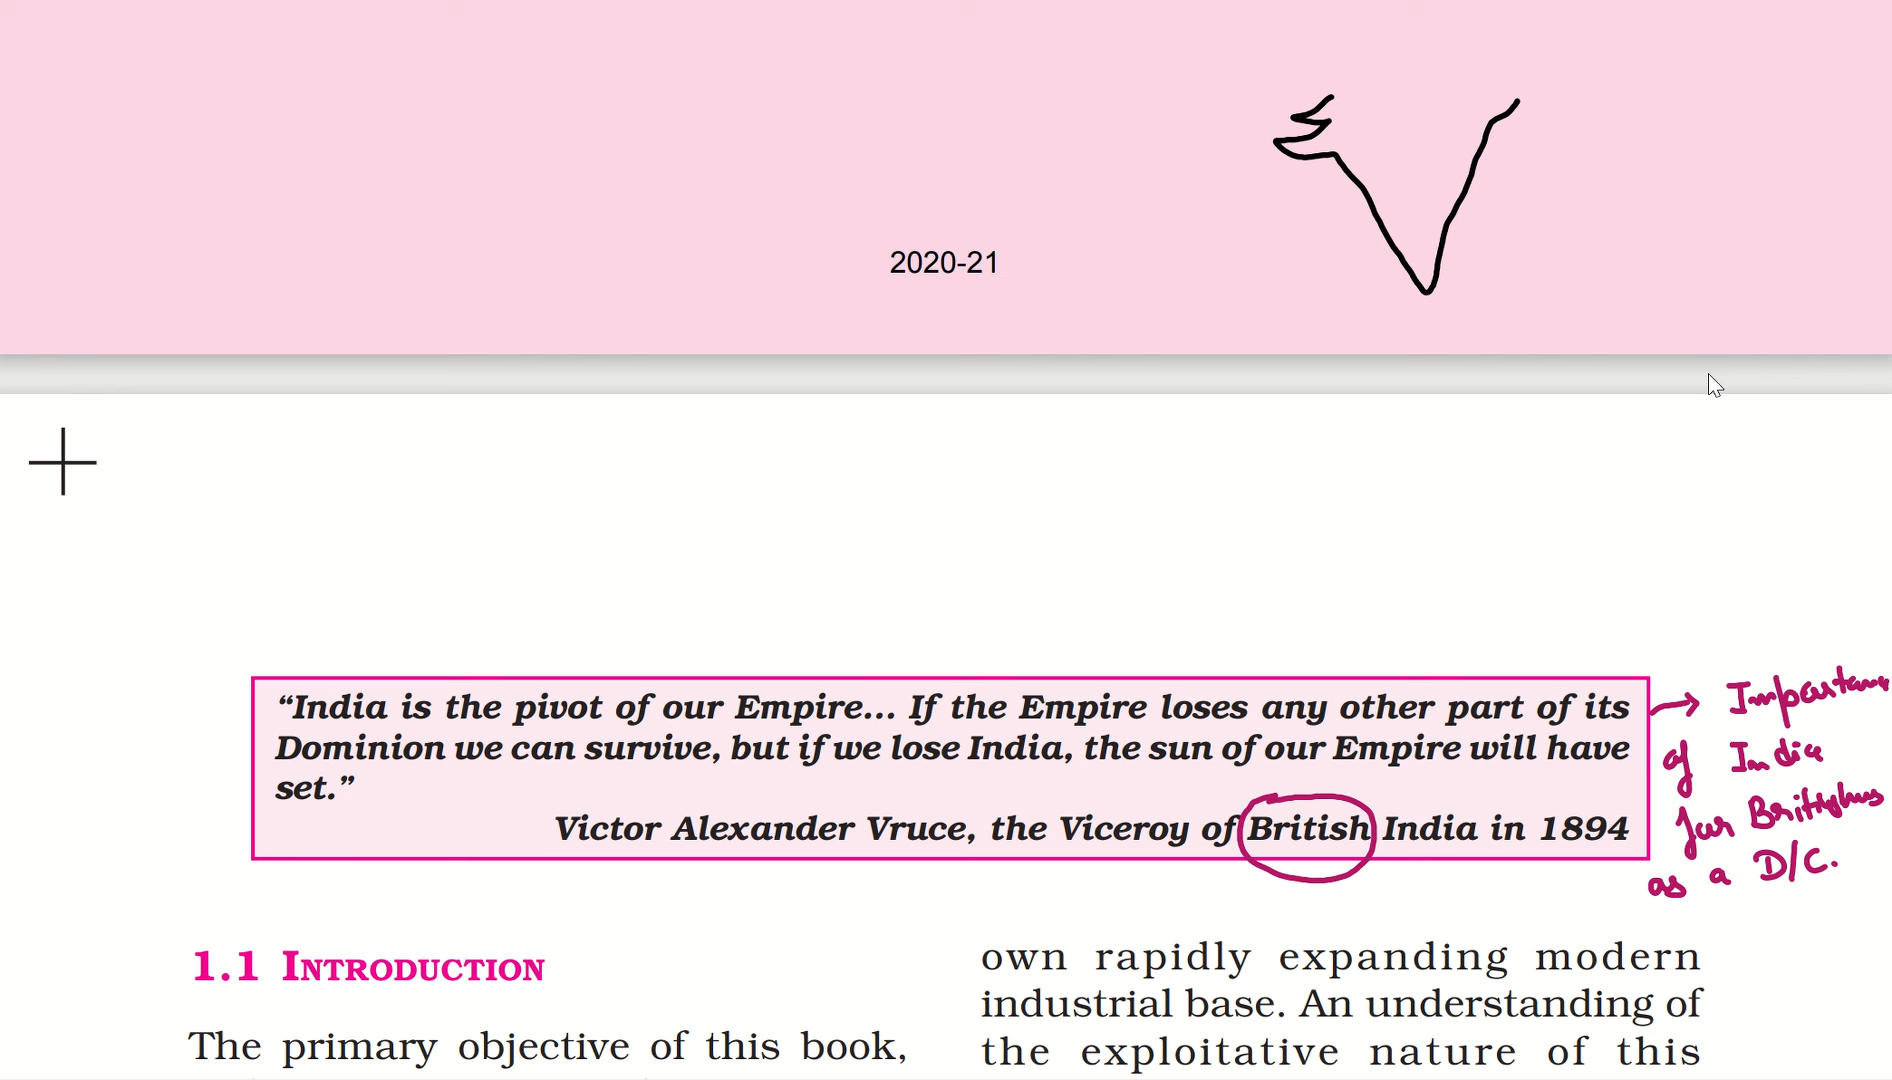 2020-21
“India is the pivot of our Empire... If the Empire loses any other part of its
Dominion we can survive, but if we lose India, the sun of our Empire will have
set.”
Victor Alexander Vruce, the Viceroy of British India in 1894
→ Importance
of India
for Britishus
as a D/C.
1.1 INTRODUCTION
The primary objective of this book,
own rapidly expanding modern
industrial base. An understanding of
the exploitative nature of this